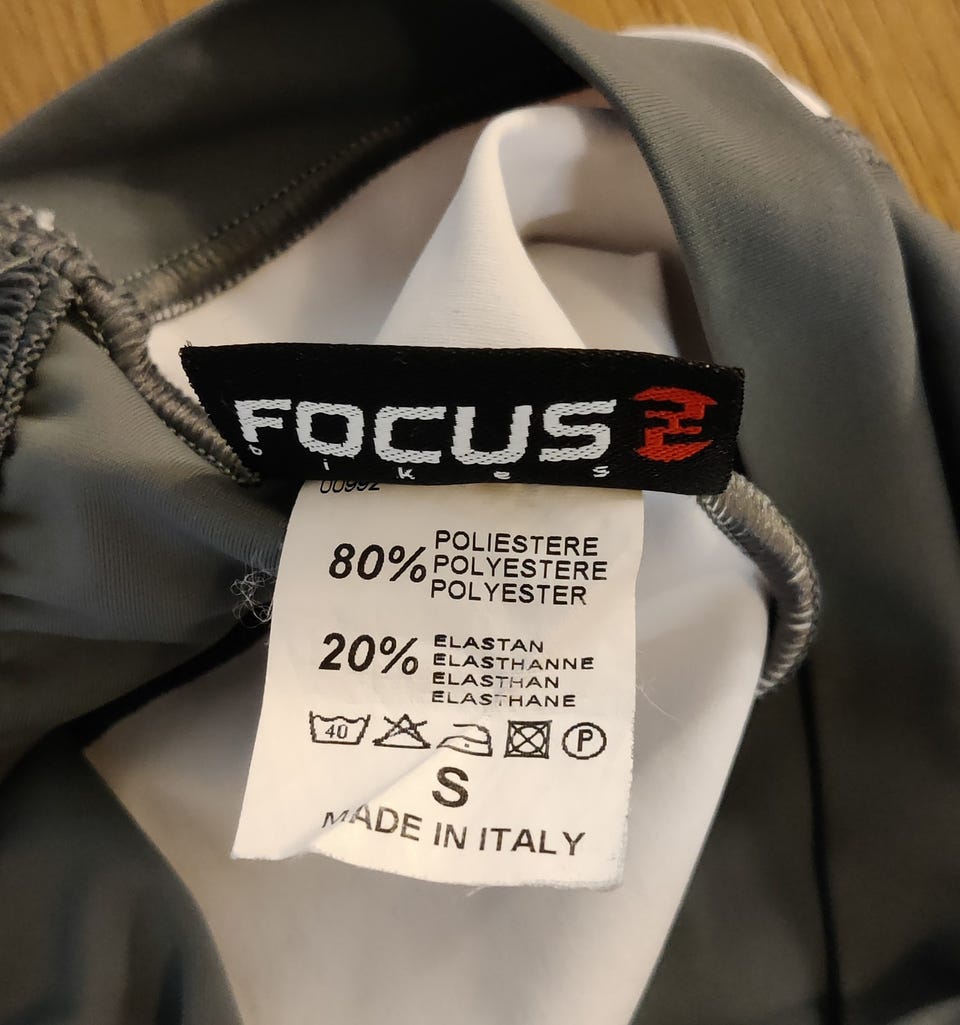 FOCUS
bikes
00992
80% POLIESTERE
POLYESTERE
POLYESTER
20% ELASTAN
ELASTHANNE
ELASTHAN
ELASTHANE
40 P
S
MADE IN ITALY